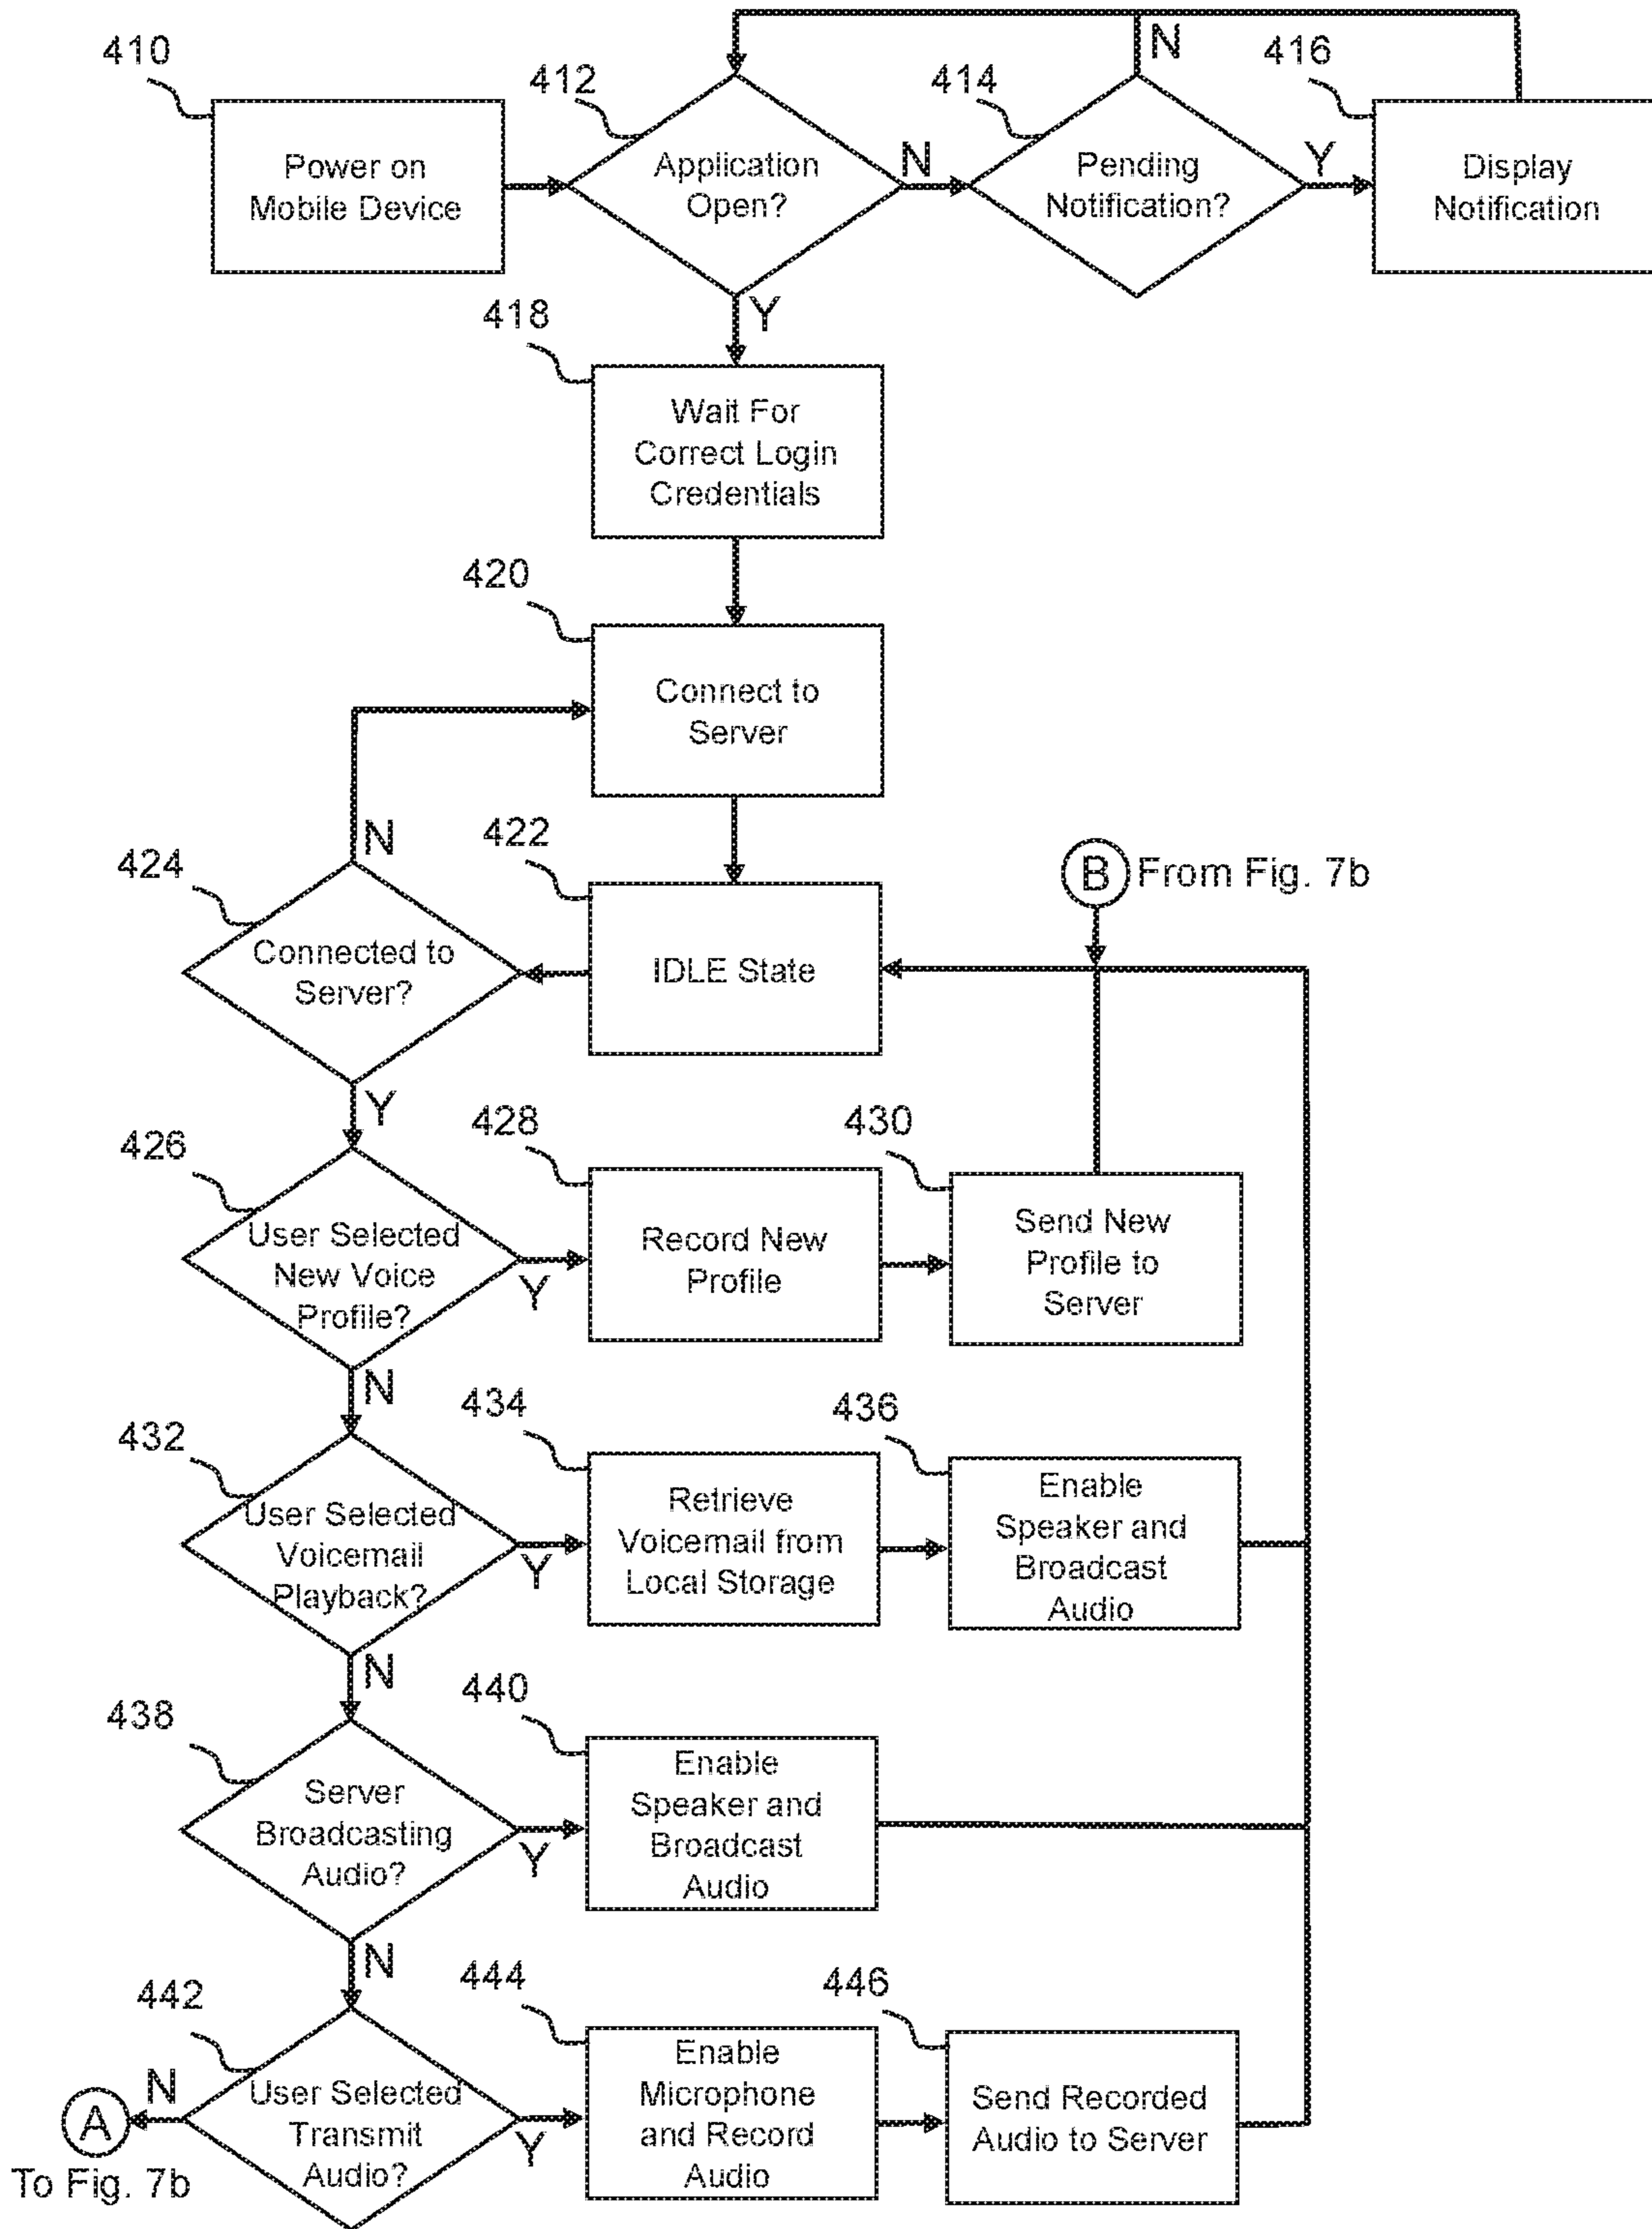 410
Power on
Mobile Device
412
Application
Open?
N
Y
414
Pending
Notification?
N
Y
416
Display
Notification
418
Wait For
Correct Login
Credentials
420
Connect to
Server
422
IDLE State
B From Fig. 7b
424
Connected to
Server?
N
Y
426
User Selected
New Voice
Profile?
Y
N
428
Record New
Profile
430
Send New
Profile to
Server
432
User Selected
Voicemail
Playback?
Y
N
434
Retrieve
Voicemail from
Local Storage
436
Enable
Speaker and
Broadcast
Audio
438
Server
Broadcasting
Audio?
Y
N
440
Enable
Speaker and
Broadcast
Audio
442
User Selected
Transmit
Audio?
N
Y
A
To Fig. 7b
444
Enable
Microphone
and Record
Audio
446
Send Recorded
Audio to Server